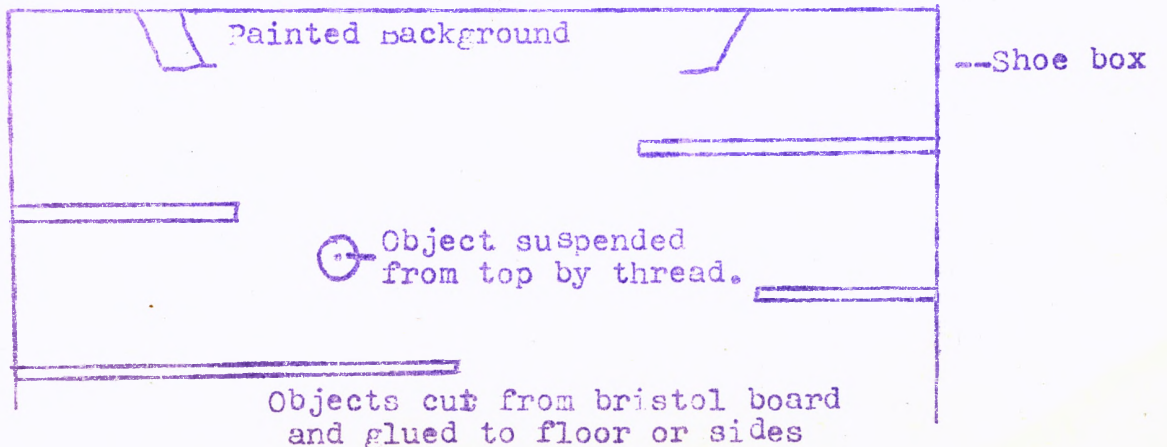 Painted Background
--Shoe box
Object suspended
from top by thread.
Objects cut from bristol board
and glued to floor or sides